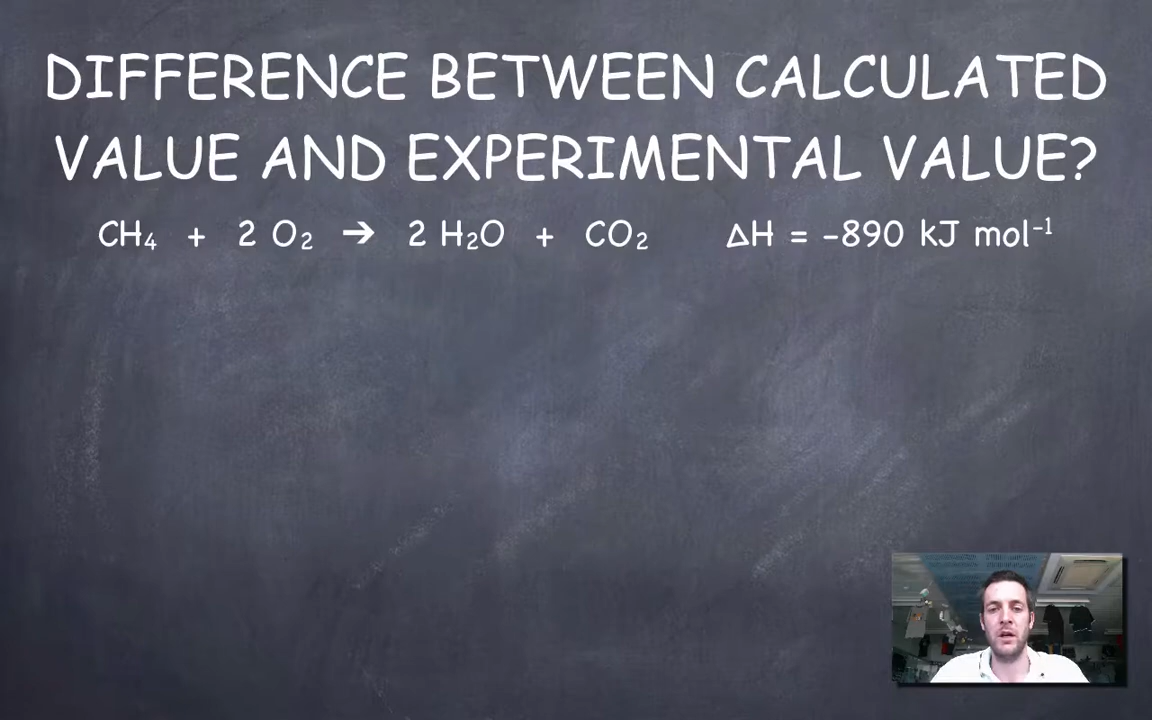 DIFFERENCE BETWEEN CALCULATED
VALUE AND EXPERIMENTAL VALUE?
CH₄ + 2 O₂ → 2 H₂O + CO₂ ΔH = -890 kJ mol⁻¹